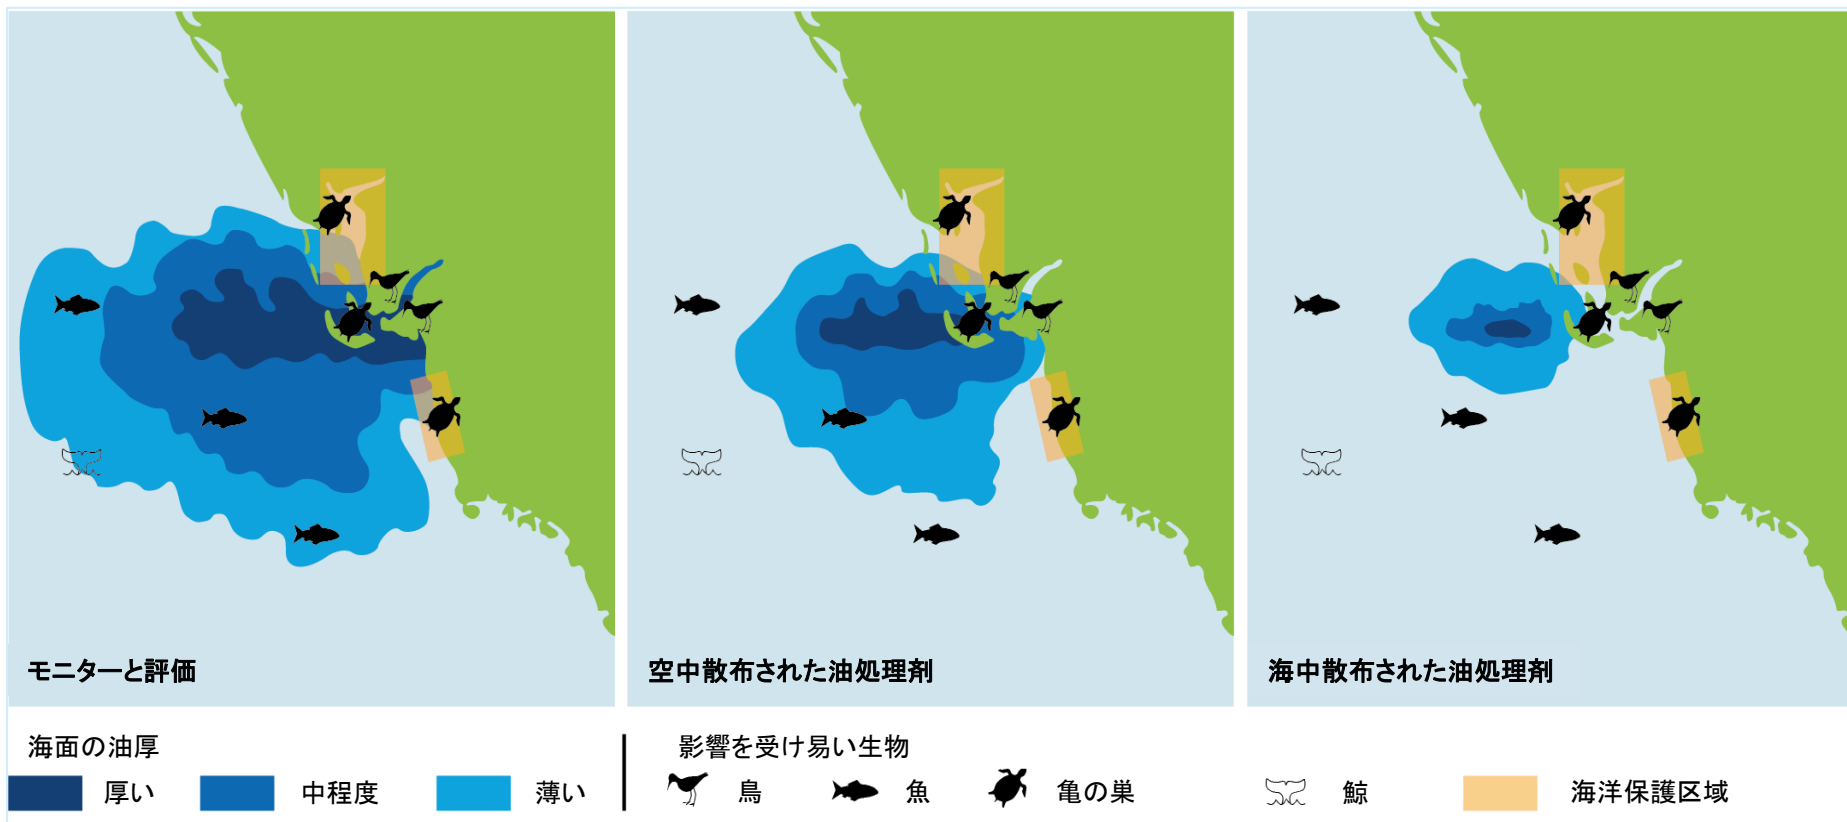 モニターと評価
空中散布された油処理剤
海中散布された油処理剤
海面の油厚
影響を受け易い生物
厚い
中程度
薄い
鳥
魚
亀の巣
鯨
海洋保護区域